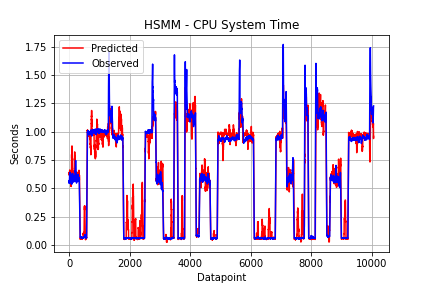 HSMM - CPU System Time
Predicted
Observed
1.75
1.50
1.25
1.00
0.75
0.50
0.25
0.00
Seconds
0 2000 4000 6000 8000 10000
Datapoint